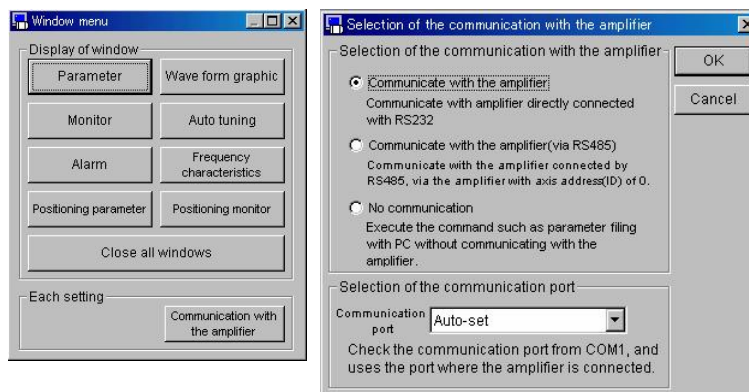 Window menu
Display of window
Parameter
Wave form graphic
Monitor
Auto tuning
Alarm
Frequency
characteristics
Positioning parameter
Positioning monitor
Close all windows
Each setting
Communication with
the amplifier
Selection of the communication with the amplifier
Selection of the communication with the amplifier
OK
Cancel
Communicate with the amplifier
Communicate with amplifier directly connected
with RS232
Communicate with the amplifier(via RS485)
Communicate with the amplifier connected by
RS485, via the amplifier with axis address(ID) of 0.
No communication
Execute the command such as parameter filing
with PC without communicating with the
amplifier.
Selection of the communication port
Communication
port
Auto-set
Check the communication port from COM1, and
uses the port where the amplifier is connected.